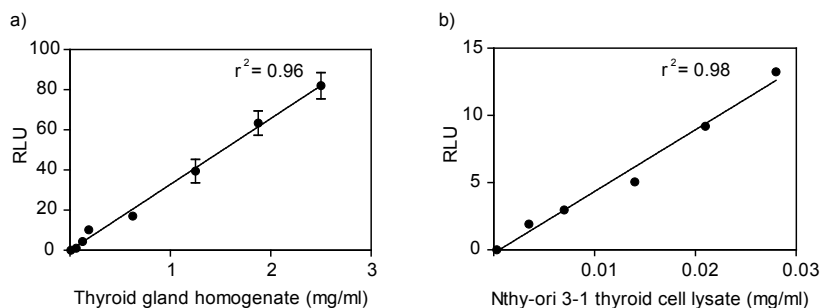 a)
r² = 0.96
100
80
60
40
20
0
RLU
1
2
3
Thyroid gland homogenate (mg/ml)
b)
r² = 0.98
15
10
5
0
RLU
0.01
0.02
0.03
Nthy-ori 3-1 thyroid cell lysate (mg/ml)